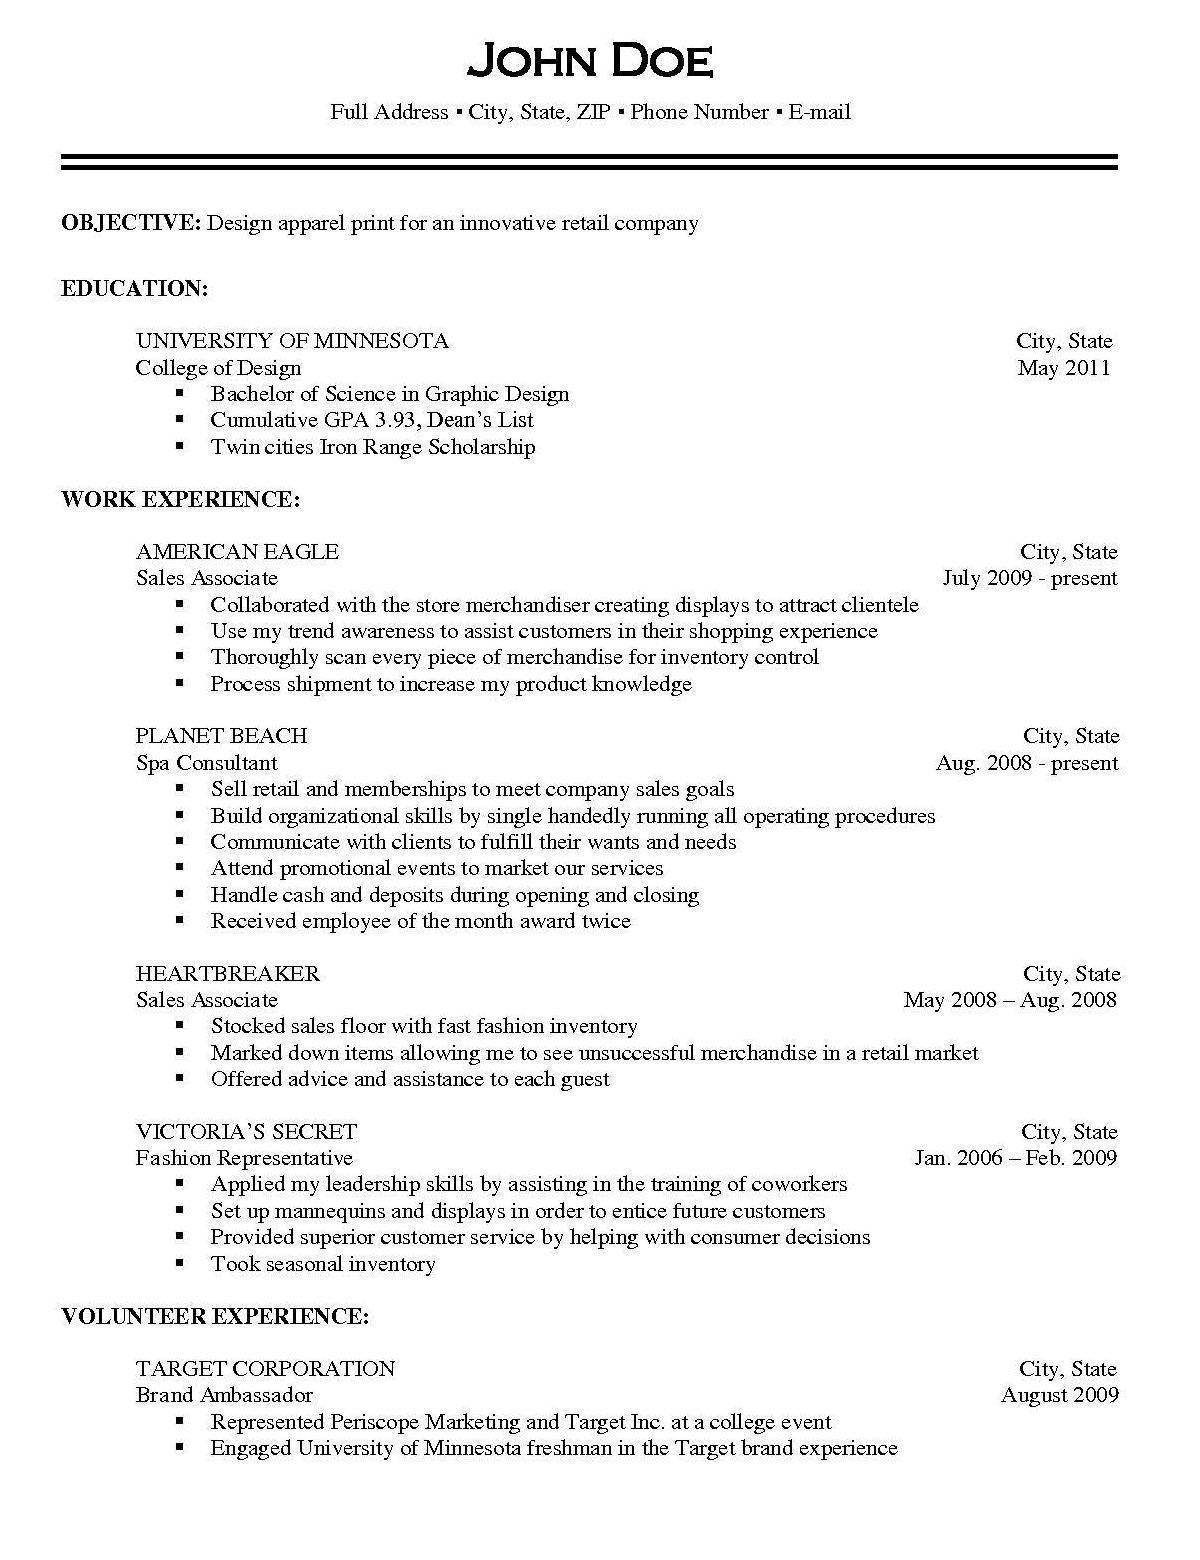 JOHN DOE
Full Address ▪ City, State, ZIP ▪ Phone Number ▪ E-mail
OBJECTIVE: Design apparel print for an innovative retail company
EDUCATION:
UNIVERSITY OF MINNESOTA City, State
College of Design May 2011
▪ Bachelor of Science in Graphic Design
▪ Cumulative GPA 3.93, Dean’s List
▪ Twin cities Iron Range Scholarship
WORK EXPERIENCE:
AMERICAN EAGLE City, State
Sales Associate July 2009 - present
▪ Collaborated with the store merchandiser creating displays to attract clientele
▪ Use my trend awareness to assist customers in their shopping experience
▪ Thoroughly scan every piece of merchandise for inventory control
▪ Process shipment to increase my product knowledge
PLANET BEACH City, State
Spa Consultant Aug. 2008 - present
▪ Sell retail and memberships to meet company sales goals
▪ Build organizational skills by single handedly running all operating procedures
▪ Communicate with clients to fulfill their wants and needs
▪ Attend promotional events to market our services
▪ Handle cash and deposits during opening and closing
▪ Received employee of the month award twice
HEARTBREAKER City, State
Sales Associate May 2008 – Aug. 2008
▪ Stocked sales floor with fast fashion inventory
▪ Marked down items allowing me to see unsuccessful merchandise in a retail market
▪ Offered advice and assistance to each guest
VICTORIA’S SECRET City, State
Fashion Representative Jan. 2006 – Feb. 2009
▪ Applied my leadership skills by assisting in the training of coworkers
▪ Set up mannequins and displays in order to entice future customers
▪ Provided superior customer service by helping with consumer decisions
▪ Took seasonal inventory
VOLUNTEER EXPERIENCE:
TARGET CORPORATION City, State
Brand Ambassador August 2009
▪ Represented Periscope Marketing and Target Inc. at a college event
▪ Engaged University of Minnesota freshman in the Target brand experience